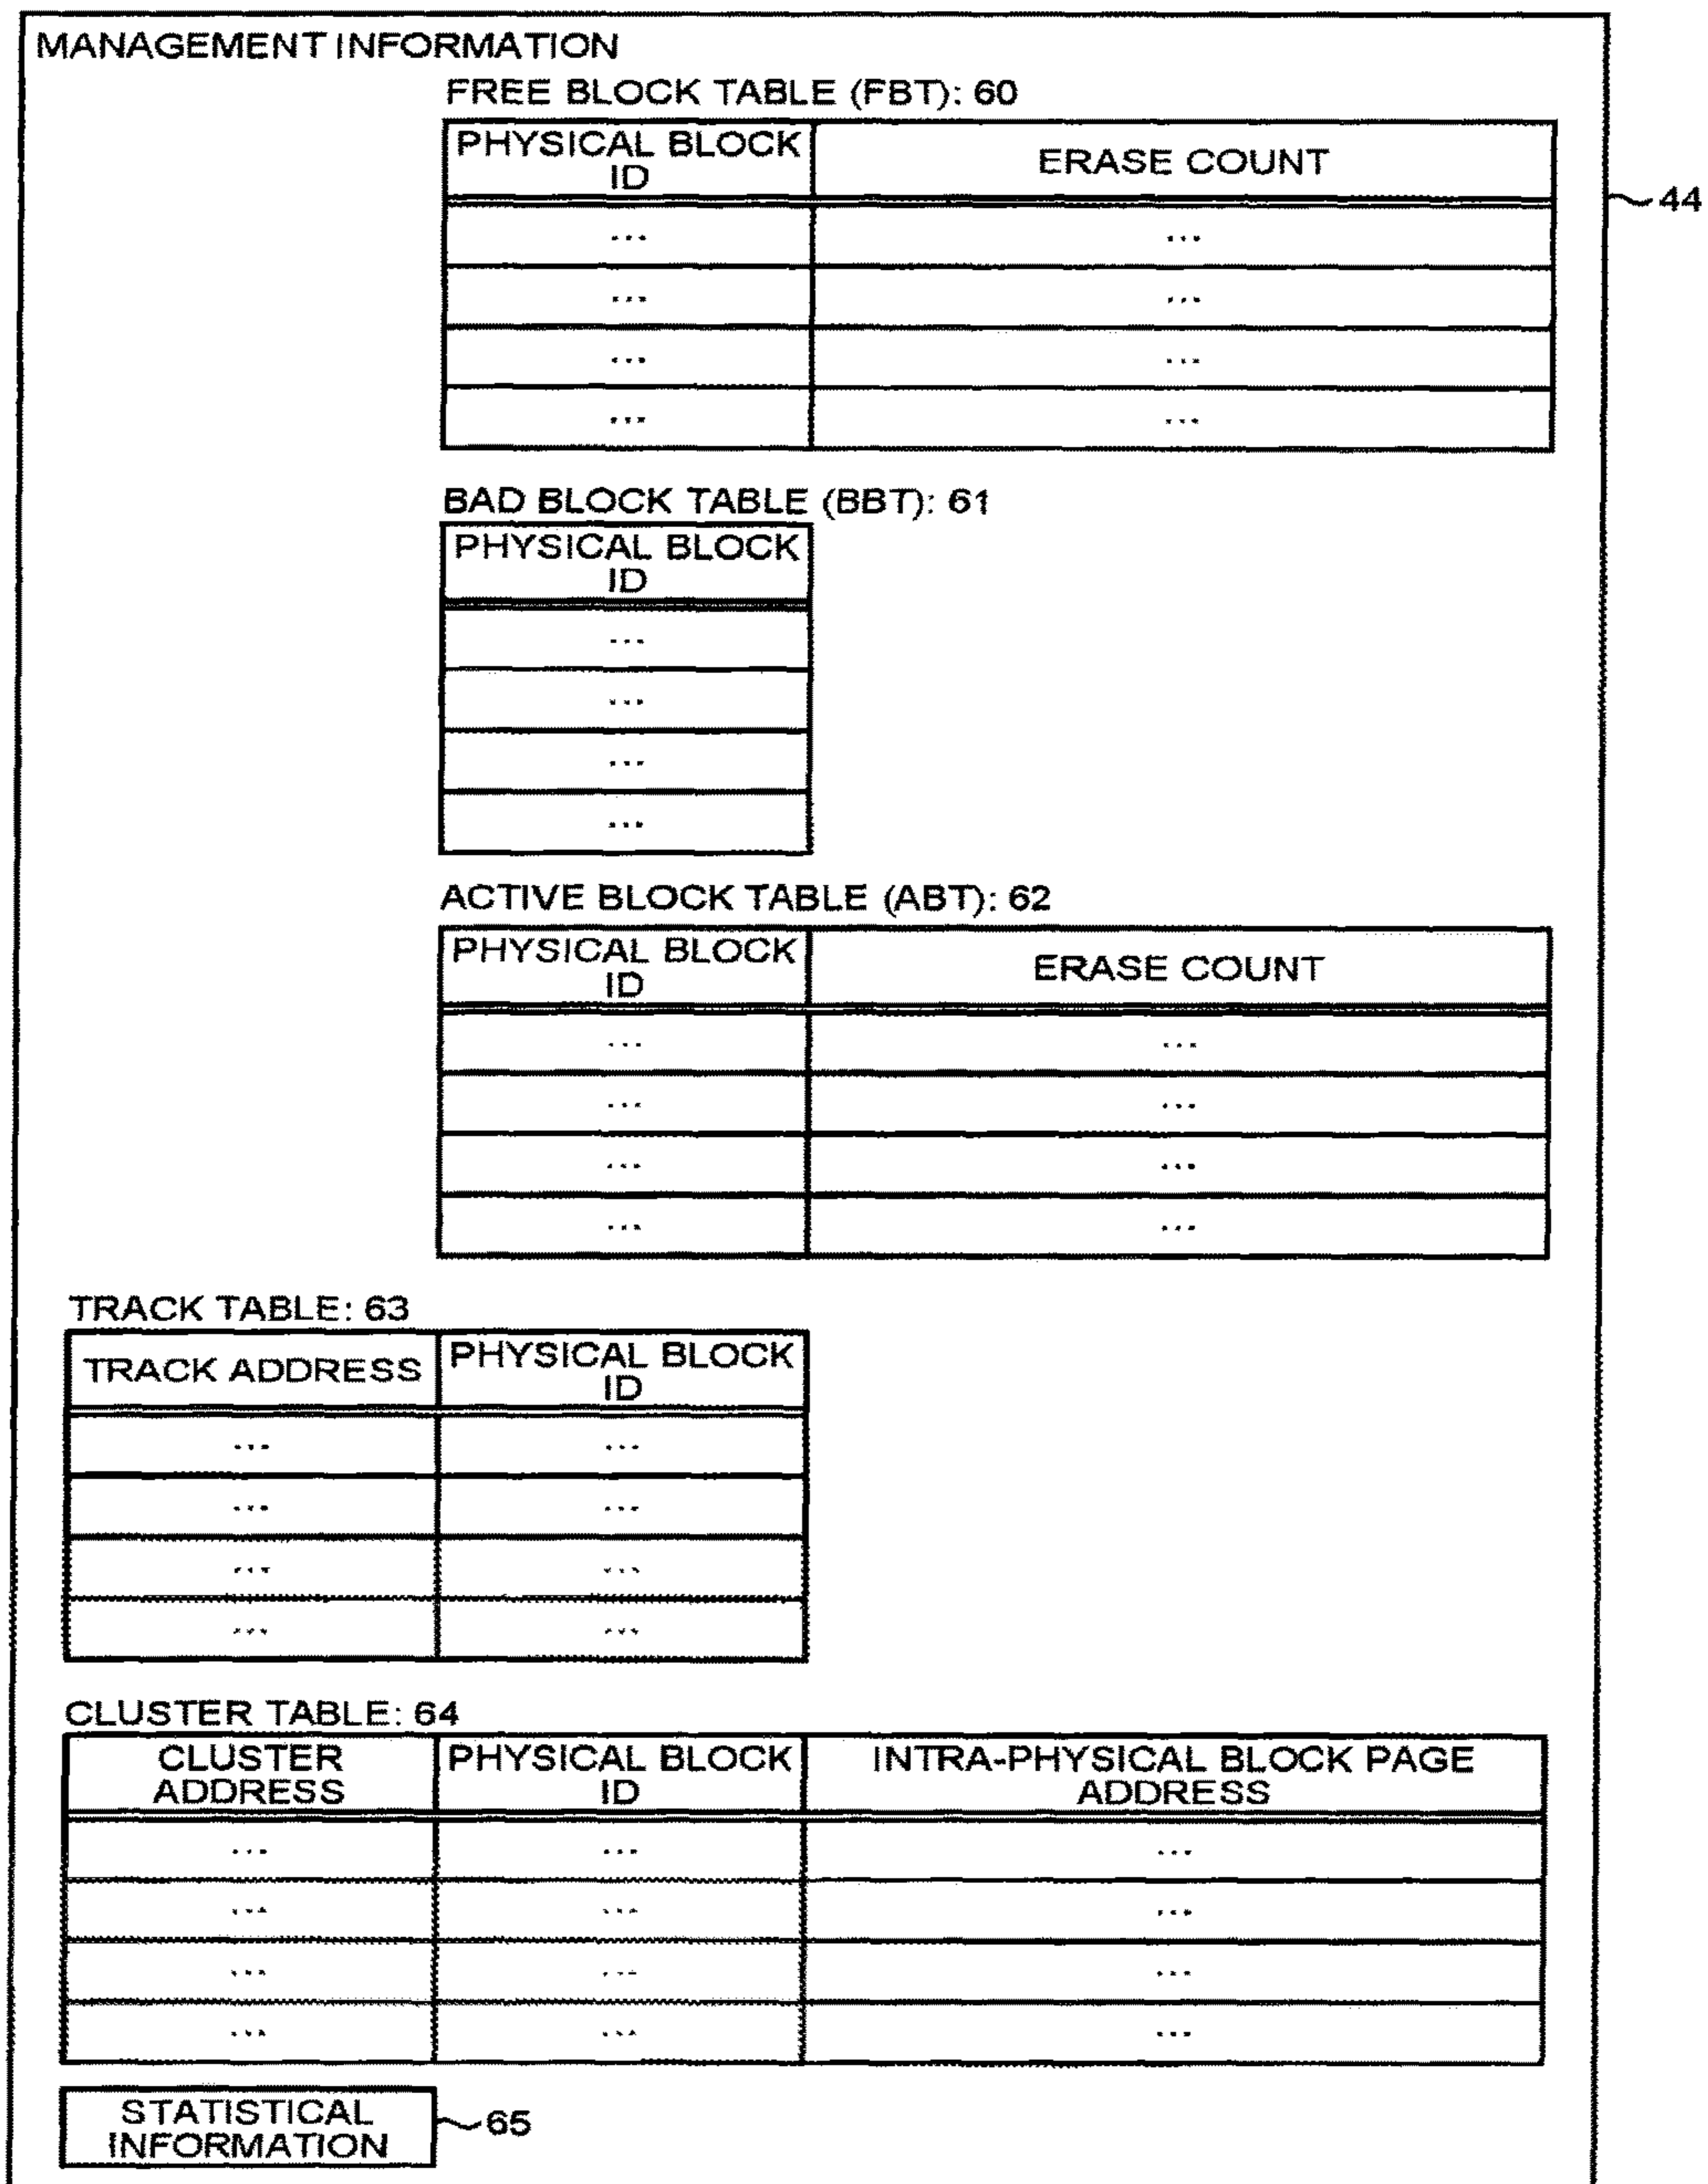 MANAGEMENT INFORMATION
FREE BLOCK TABLE (FBT): 60
PHYSICAL BLOCK
ID
ERASE COUNT
44
... ...
... ...
... ...
... ...
BAD BLOCK TABLE (BBT): 61
PHYSICAL BLOCK
ID
...
...
...
...
ACTIVE BLOCK TABLE (ABT): 62
PHYSICAL BLOCK
ID
ERASE COUNT
... ...
... ...
... ...
... ...
TRACK TABLE: 63
TRACK ADDRESS
PHYSICAL BLOCK
ID
... ...
... ...
... ...
... ...
CLUSTER TABLE: 64
CLUSTER
ADDRESS
PHYSICAL BLOCK
ID
INTRA-PHYSICAL BLOCK PAGE
ADDRESS
... ... ...
... ... ...
... ... ...
... ... ...
STATISTICAL
INFORMATION
65